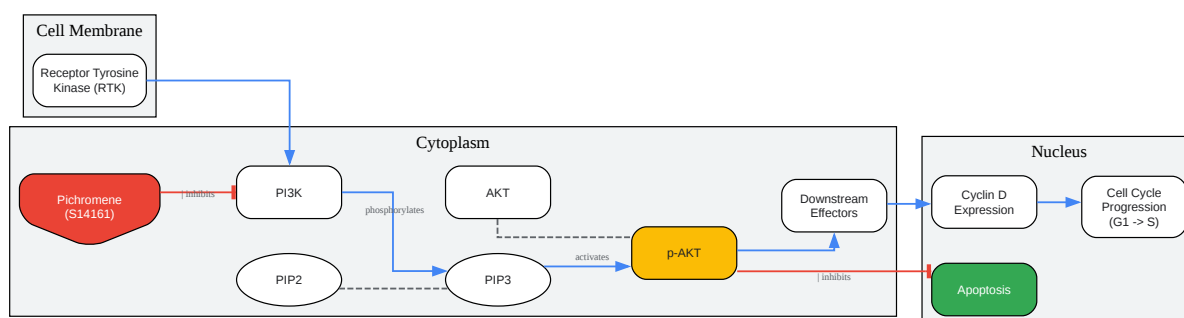 Cell Membrane
Receptor Tyrosine
Kinase (RTK)
Cytoplasm
Pichromene
(S14161)
| inhibits
PI3K
phosphorylates
AKT
PIP2
PIP3
activates
p-AKT
Downstream
Effectors
| inhibits
Nucleus
Cyclin D
Expression
Cell Cycle
Progression
(G1 -> S)
Apoptosis